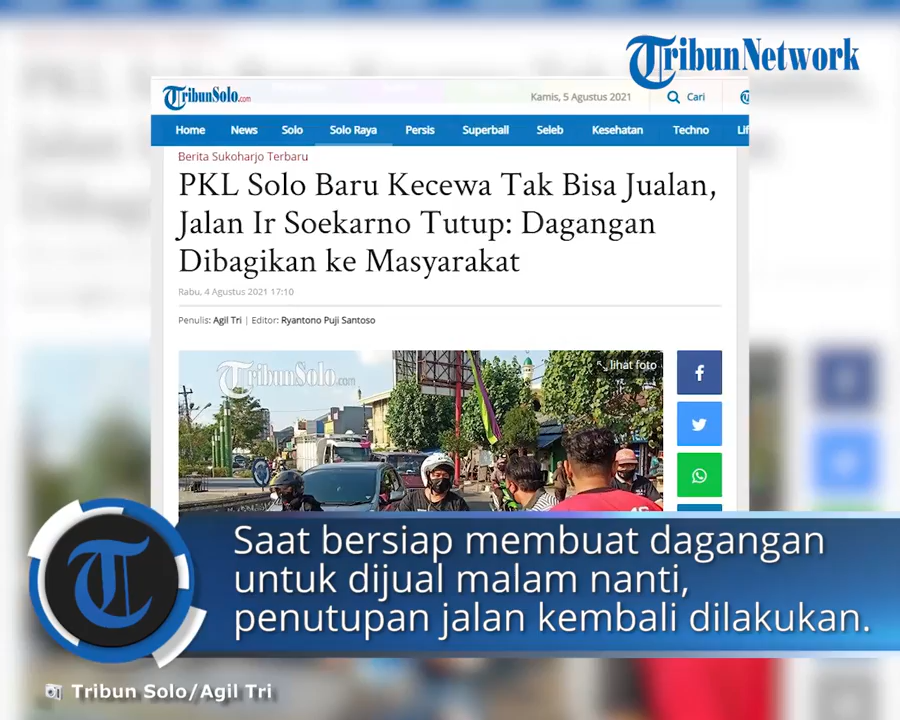 TribunNetwork
TribunSolo.com
Kamis, 5 Agustus 2021
Cari
Home News Solo Solo Raya Persis Superball Seleb Kesehatan Techno Lif
Berita Sukoharjo Terbaru
PKL Solo Baru Kecewa Tak Bisa Jualan,
Jalan Ir Soekarno Tutup: Dagangan
Dibagikan ke Masyarakat
Rabu, 4 Agustus 2021 17:10
Penulis: Agil Tri | Editor: Ryantono Puji Santoso
TribunSolo.com
lihat foto
Saat bersiap membuat dagangan
untuk dijual malam nanti,
penutupan jalan kembali dilakukan.
Tribun Solo/Agil Tri